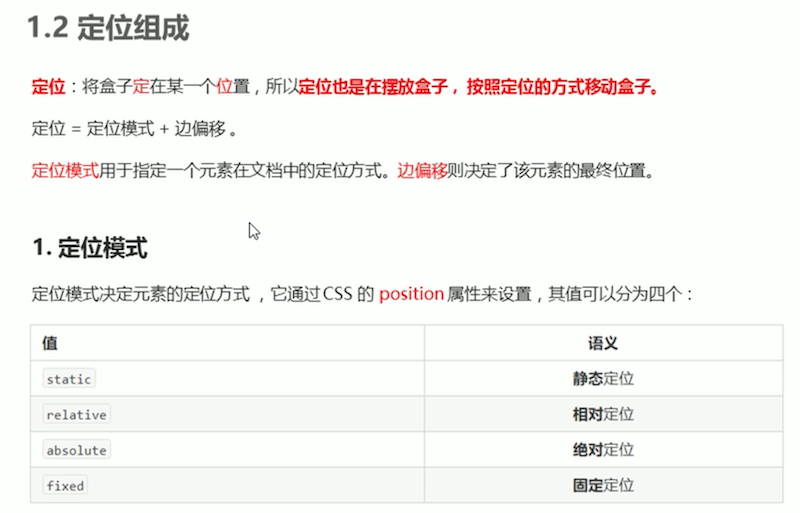 1.2 定位组成
定位：将盒子定在某一个位置，所以定位也是在摆放盒子，按照定位的方式移动盒子。
定位 = 定位模式 + 边偏移 。
定位模式用于指定一个元素在文档中的定位方式。边偏移则决定了该元素的最终位置。
1. 定位模式
定位模式决定元素的定位方式 ，它通过CSS 的 position 属性来设置，其值可以分为四个：
值 语义
static 静态定位
relative 相对定位
absolute 绝对定位
fixed 固定定位